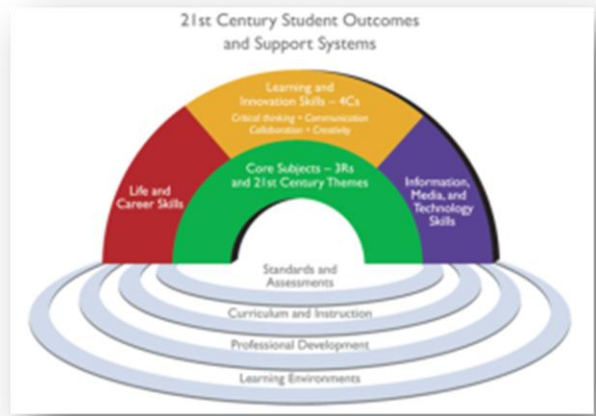 21st Century Student Outcomes
and Support Systems
Learning and
Innovation Skills – 4Cs
Critical thinking • Communication
Collaboration • Creativity
Core Subjects – 3Rs
and 21st Century Themes
Life and
Career Skills
Information,
Media, and
Technology
Skills
Standards and
Assessments
Curriculum and Instruction
Professional Development
Learning Environments